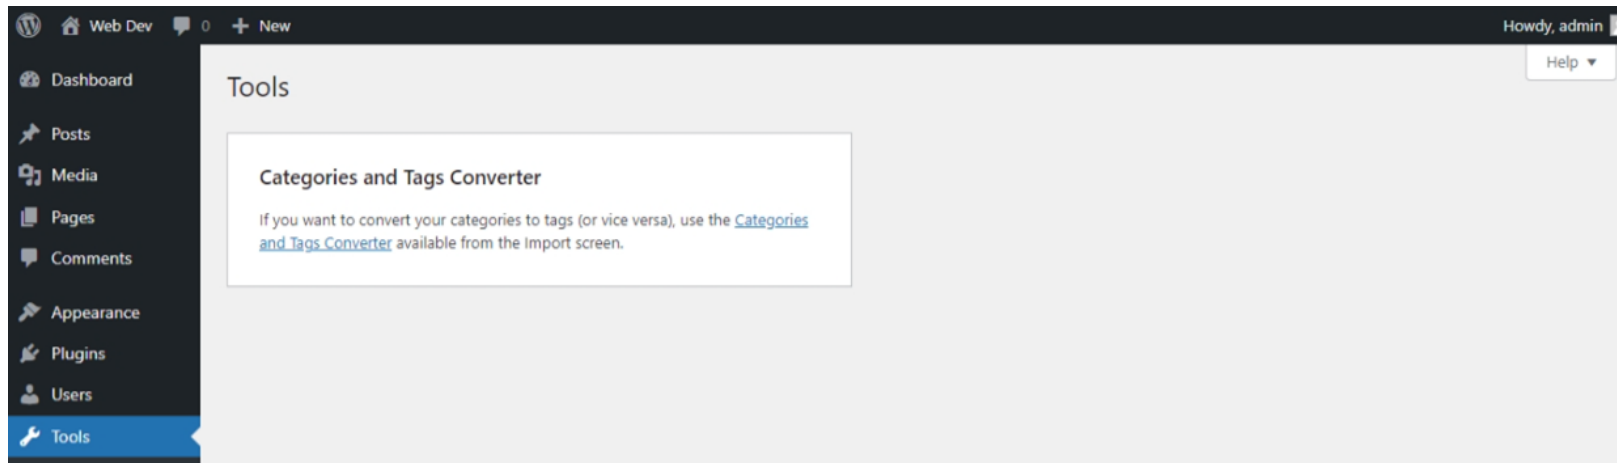 Web Dev 0 New Howdy, admin
Help
Dashboard
Posts
Media
Pages
Comments
Appearance
Plugins
Users
Tools
Tools
Categories and Tags Converter
If you want to convert your categories to tags (or vice versa), use the Categories
and Tags Converter available from the Import screen.